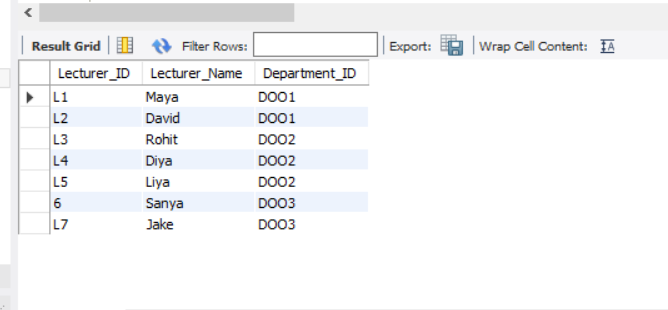 Result Grid Filter Rows: Export: Wrap Cell Content: IA
Lecturer_ID Lecturer_Name Department_ID
L1 Maya DOO1
L2 David DOO1
L3 Rohit DOO2
L4 Diya DOO2
L5 Liya DOO2
6 Sanya DOO3
L7 Jake DOO3